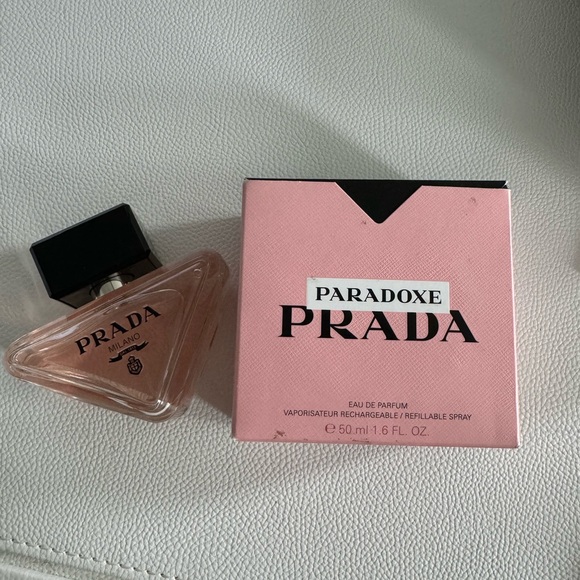 PRADA
MILANO
PARADOXE
PRADA
EAU DE PARFUM
VAPORISATEUR RECHARGEABLE / REFILLABLE SPRAY
℮ 50 ml 1.6 FL. OZ.